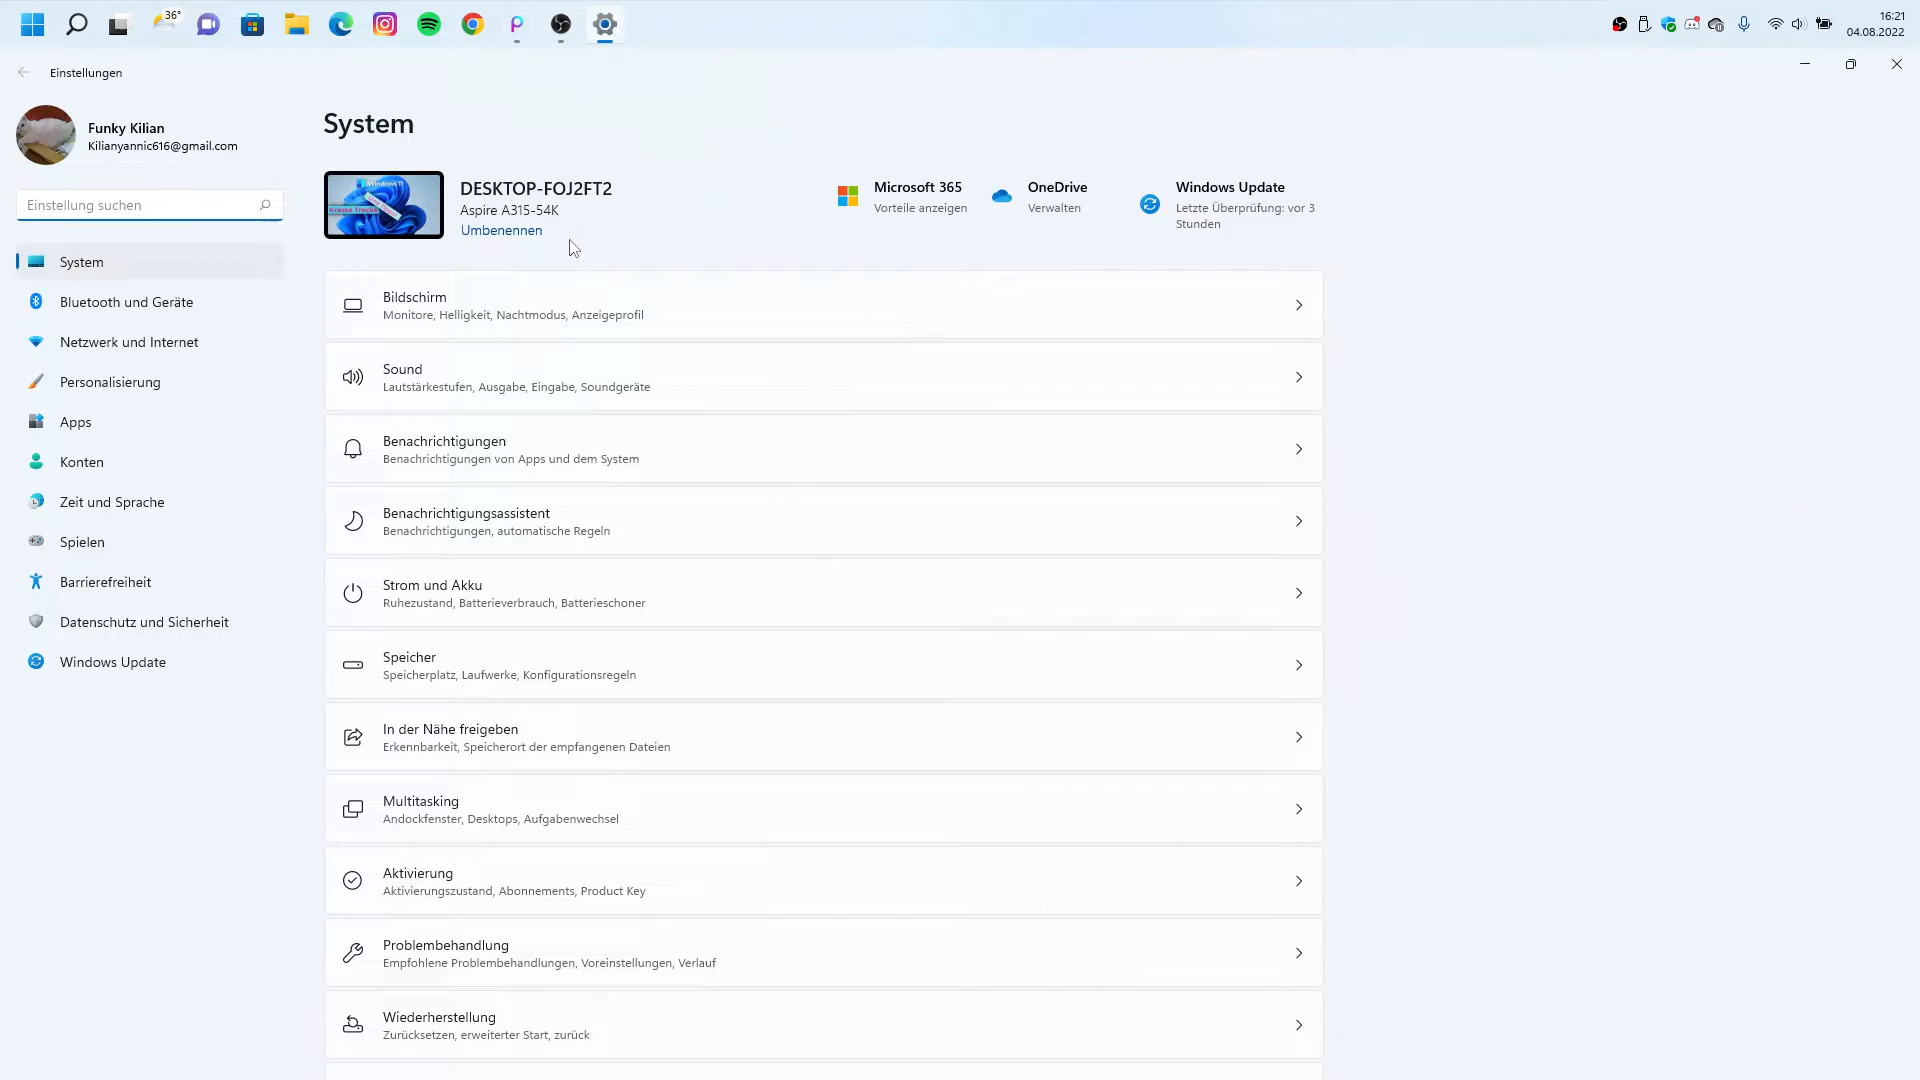 36°
16:21
04.08.2022
Einstellungen
Funky Kilian
Kilianyannic616@gmail.com
Einstellung suchen
System
Bluetooth und Geräte
Netzwerk und Internet
Personalisierung
Apps
Konten
Zeit und Sprache
Spielen
Barrierefreiheit
Datenschutz und Sicherheit
Windows Update
System
Windows 11
Krasse Tracks
DESKTOP-FOJ2FT2
Aspire A315-54K
Umbenennen
Microsoft 365
Vorteile anzeigen
OneDrive
Verwalten
Windows Update
Letzte Überprüfung: vor 3
Stunden
Bildschirm
Monitore, Helligkeit, Nachtmodus, Anzeigeprofil
Sound
Lautstärkestufen, Ausgabe, Eingabe, Soundgeräte
Benachrichtigungen
Benachrichtigungen von Apps und dem System
Benachrichtigungsassistent
Benachrichtigungen, automatische Regeln
Strom und Akku
Ruhezustand, Batterieverbrauch, Batterieschoner
Speicher
Speicherplatz, Laufwerke, Konfigurationsregeln
In der Nähe freigeben
Erkennbarkeit, Speicherort der empfangenen Dateien
Multitasking
Andockfenster, Desktops, Aufgabenwechsel
Aktivierung
Aktivierungszustand, Abonnements, Product Key
Problembehandlung
Empfohlene Problembehandlungen, Voreinstellungen, Verlauf
Wiederherstellung
Zurücksetzen, erweiterter Start, zurück